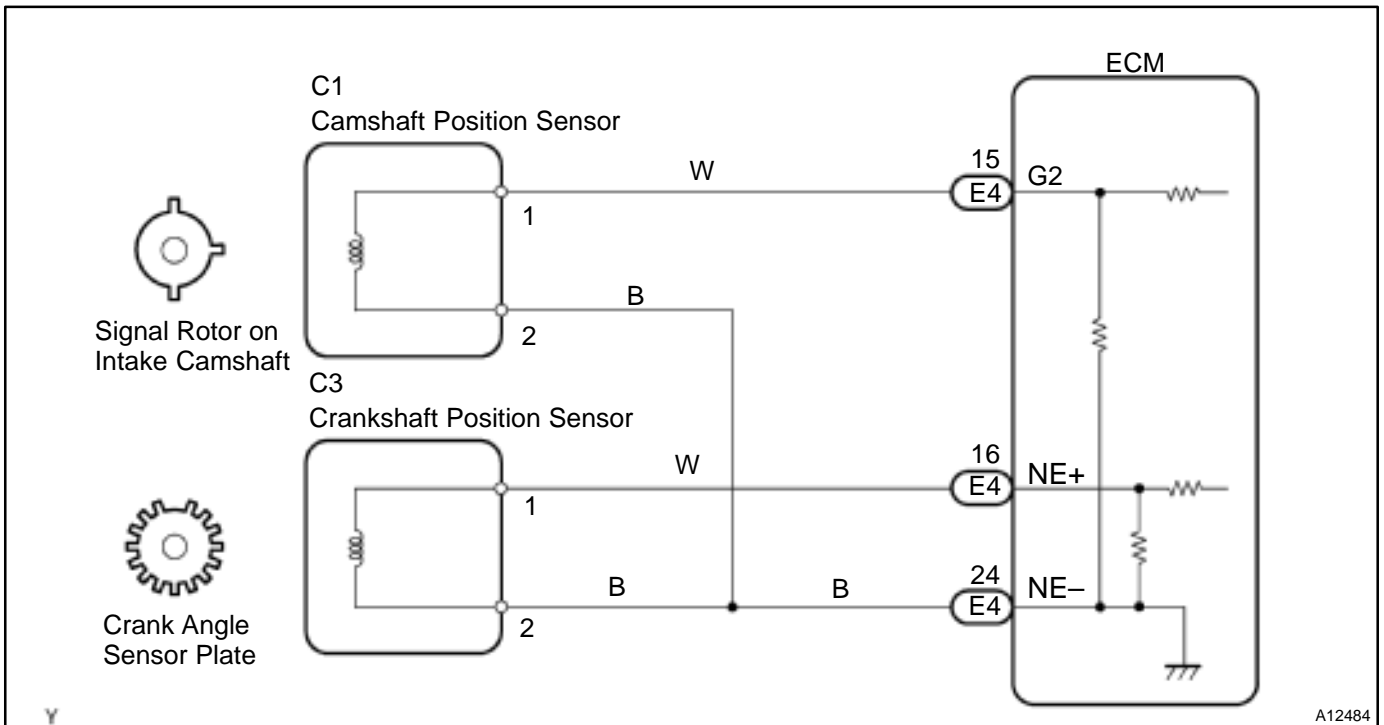 ECM
C1
Camshaft Position Sensor
W
15
E4
G2
1
B
2
Signal Rotor on
Intake Camshaft
C3
Crankshaft Position Sensor
W
16
E4
NE+
1
B
B
24
E4
NE–
2
Crank Angle
Sensor Plate
Y
A12484